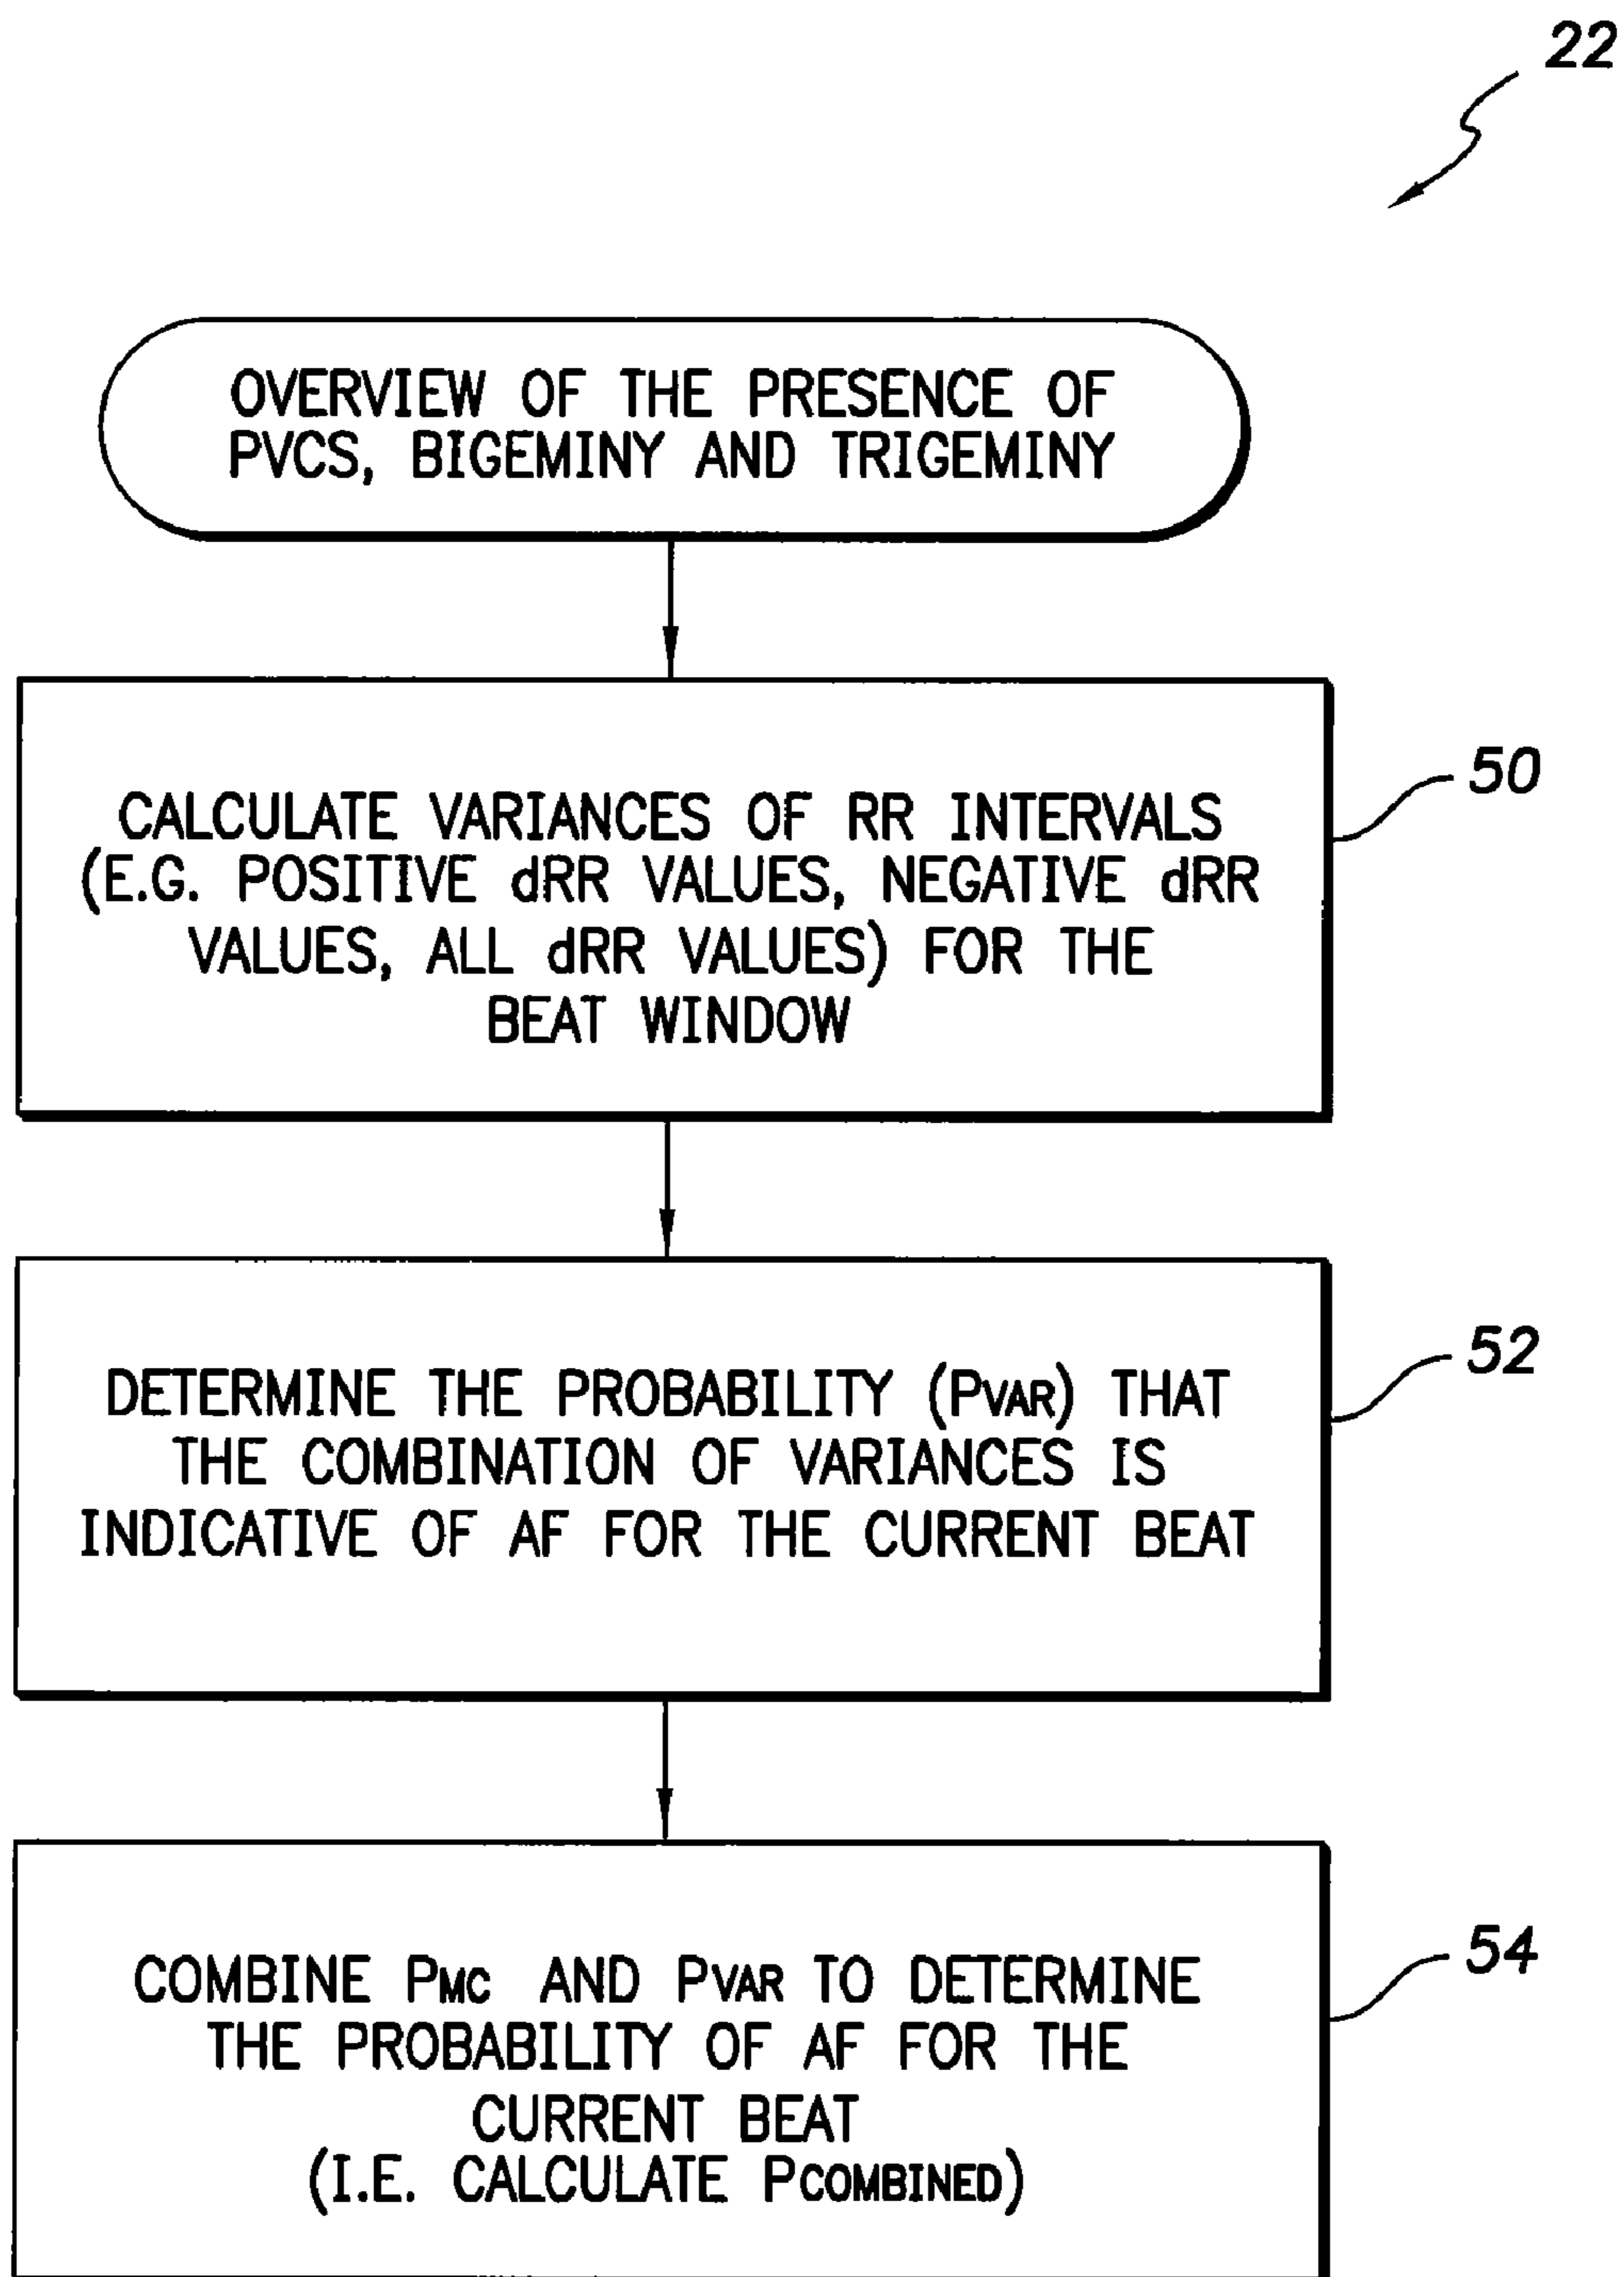 22
OVERVIEW OF THE PRESENCE OF
PVCS, BIGEMINY AND TRIGEMINY
50
CALCULATE VARIANCES OF RR INTERVALS
(E.G. POSITIVE dRR VALUES, NEGATIVE dRR
VALUES, ALL dRR VALUES) FOR THE
BEAT WINDOW
52
DETERMINE THE PROBABILITY (PVAR) THAT
THE COMBINATION OF VARIANCES IS
INDICATIVE OF AF FOR THE CURRENT BEAT
54
COMBINE PMC AND PVAR TO DETERMINE
THE PROBABILITY OF AF FOR THE
CURRENT BEAT
(I.E. CALCULATE PCOMBINED)